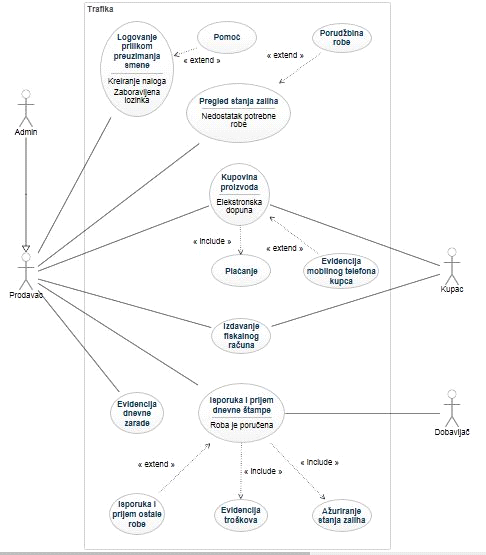 Trafika
Logovanje
prilikom
preuzimanja
smene
Kreiranje naloga
Zaboravljena
lozinka
Pomoč
« extend »
Porudžbina
robe
« extend »
Pregled stanja zaliha
Nedostatak potrebne
robe
Admin
Kupovina
proizvoda
Elekstronska
dopuna
« include »
« extend »
Plaćanje
Evidencija
mobilnog telefona
kupca
Prodavac
Kupac
Izdavanje
fiskalnog
računa
Evidencija
dnevne
zarade
Isporuka i prijem
dnevne štampe
Roba je poručena
Dobavljač
« extend »
« include »
« include »
Isporuka i
prijem ostale
robe
Evidencija
troškova
Ažuriranje
stanja zaliha